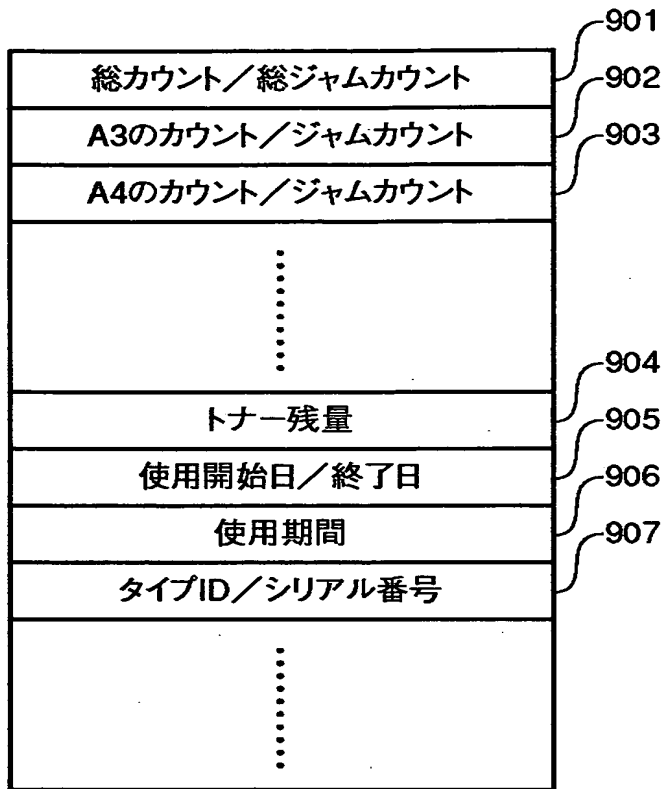 901
総カウント／総ジャムカウント
902
A3のカウント／ジャムカウント
903
A4のカウント／ジャムカウント
904
トナー残量
905
使用開始日／終了日
906
使用期間
907
タイプID／シリアル番号